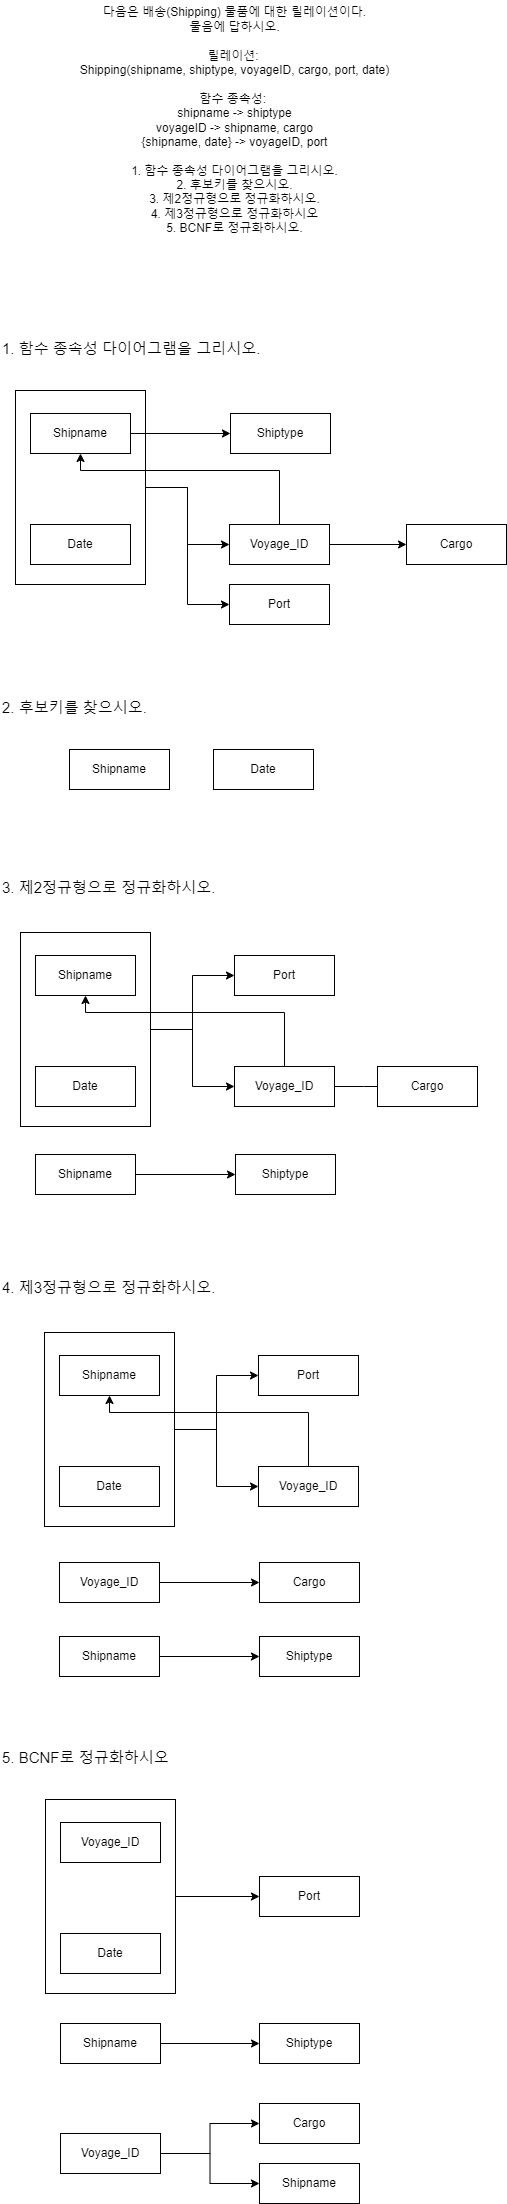 다음은 배송(Shipping) 물품에 대한 릴레이션이다.
물음에 답하시오.
릴레이션:
Shipping(shipname, shiptype, voyageID, cargo, port, date)
함수 종속성:
shipname -> shiptype
voyageID -> shipname, cargo
{shipname, date} -> voyageID, port
1. 함수 종속성 다이어그램을 그리시오.
2. 후보키를 찾으시오.
3. 제2정규형으로 정규화하시오.
4. 제3정규형으로 정규화하시오
5. BCNF로 정규화하시오.
1. 함수 종속성 다이어그램을 그리시오.
Shipname
Shiptype
Date
Voyage_ID
Cargo
Port
2. 후보키를 찾으시오.
Shipname
Date
3. 제2정규형으로 정규화하시오.
Shipname
Port
Date
Voyage_ID
Cargo
Shipname
Shiptype
4. 제3정규형으로 정규화하시오.
Shipname
Port
Date
Voyage_ID
Voyage_ID
Cargo
Shipname
Shiptype
5. BCNF로 정규화하시오
Voyage_ID
Port
Date
Shipname
Shiptype
Cargo
Voyage_ID
Shipname